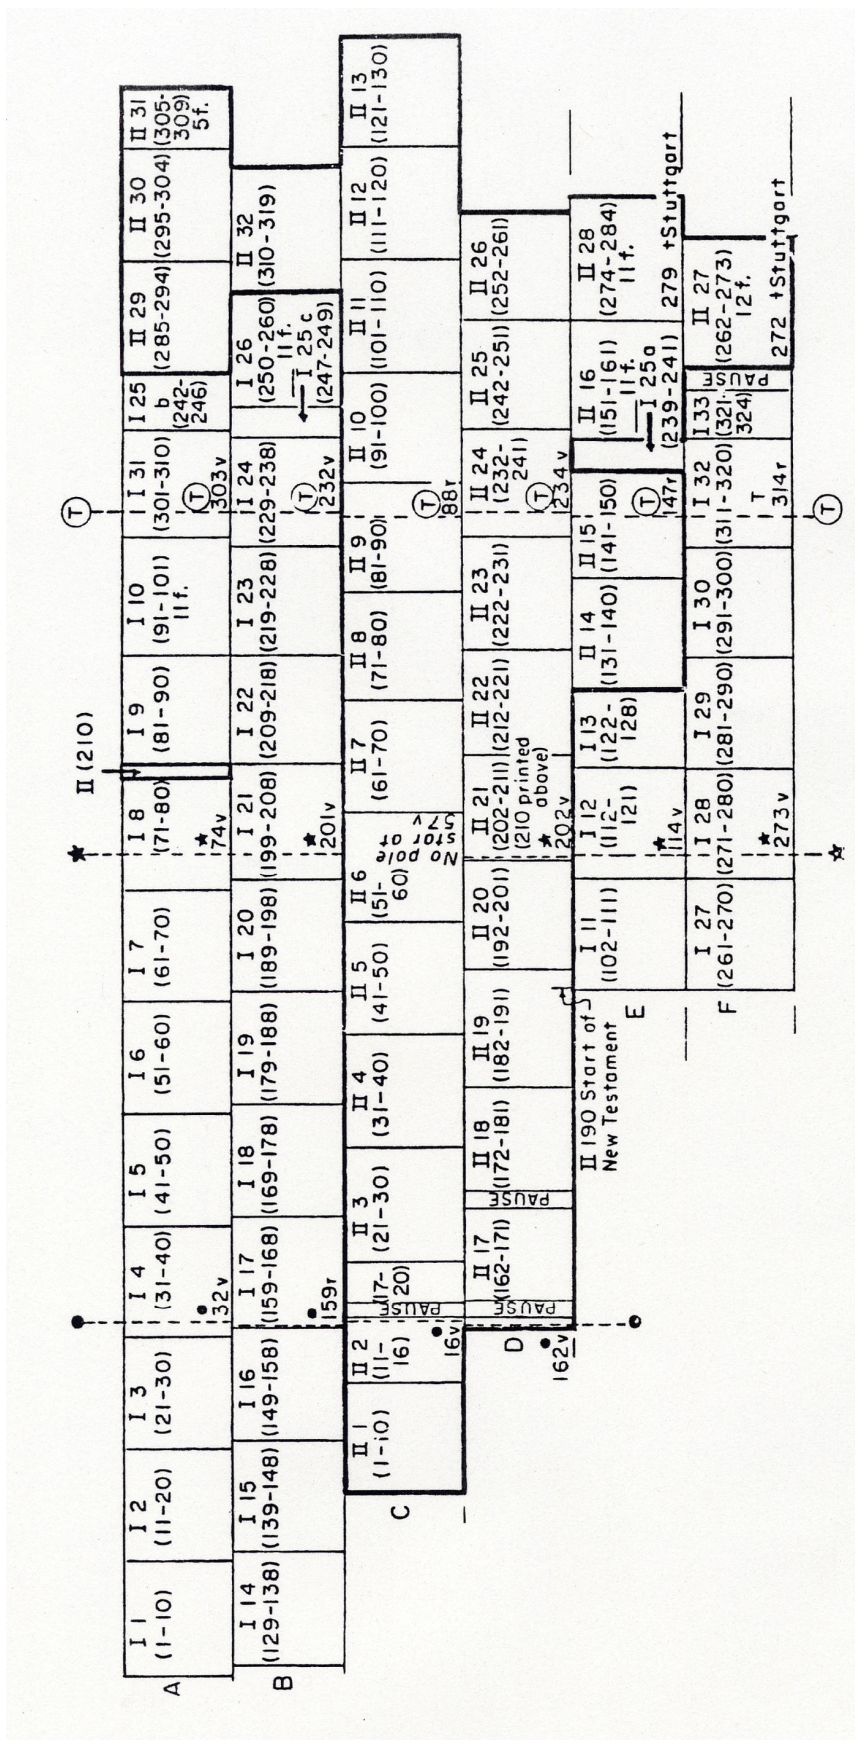 A
I 1
(1-10)
I 2
(11-20)
I 3
(21-30)
I 4
(31-40)
32v
I 5
(41-50)
I 6
(51-60)
I 7
(61-70)
I 8
(71-80)
74v
II (210)
I 9
(81-90)
I 10
(91-101)
11 f.
I 31
(301-310)
T
T
303v
I 25
b
(242-
246)
II 29
(285-294)
II 30
(295-304)
II 31
(305-
309)
5f.
B
I 14
(129-138)
I 15
(139-148)
I 16
(149-158)
I 17
(159-168)
159r
I 18
(169-178)
I 19
(179-188)
I 20
(189-198)
I 21
(199-208)
201v
I 22
(209-218)
I 23
(219-228)
I 24
(229-238)
T
232v
I 26
(250-260)
11 f.
I 25 c
(247-249)
II 32
(310-319)
C
II 1
(1-10)
II 2
(11-
16)
16v
PAUSE
(17-
20)
II 3
(21-30)
II 4
(31-40)
II 5
(41-50)
II 6
(51-
60)
No pole
star at
57v
II 7
(61-70)
II 8
(71-80)
II 9
(81-90)
T
88r
II 10
(91-100)
II 11
(101-110)
II 12
(111-120)
II 13
(121-130)
D
162v
PAUSE
II 17
(162-171)
PAUSE
II 18
(172-181)
II 19
(182-191)
II 190 Start of
New Testament
II 20
(192-201)
II 21
(202-211)
(210 printed
above)
202v
II 22
(212-221)
II 23
(222-231)
II 24
(232-
241)
T
234v
II 25
(242-251)
II 26
(252-261)
E
I 11
(102-111)
I 12
(112-
121)
114v
I 13
(122-
128)
II 14
(131-140)
II 15
(141-150)
T
147r
II 16
(151-161)
11 f.
I 25a
(239-241)
II 28
(274-284)
11 f.
279 †Stuttgart
F
I 27
(261-270)
I 28
(271-280)
273v
I 29
(281-290)
I 30
(291-300)
I 32
(311-320)
T
314r
T
I 33
(321-
324)
PAUSE
II 27
(262-273)
12 f.
272 †Stuttgart